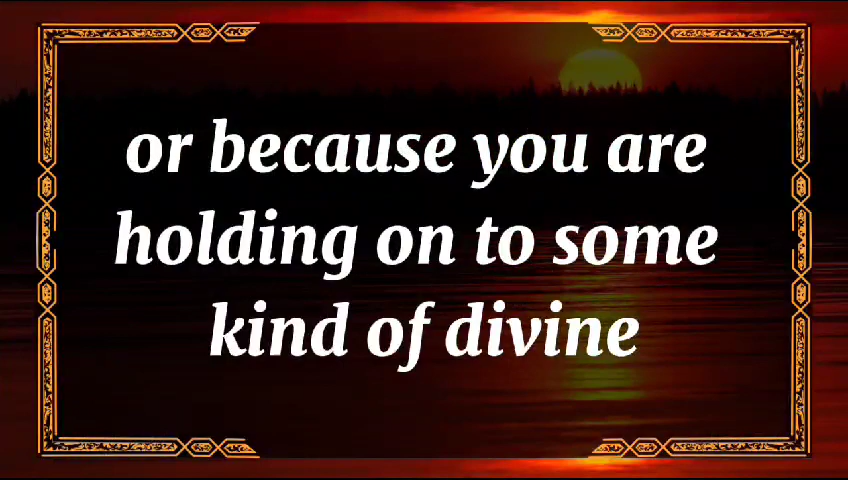 or because you are
holding on to some
kind of divine